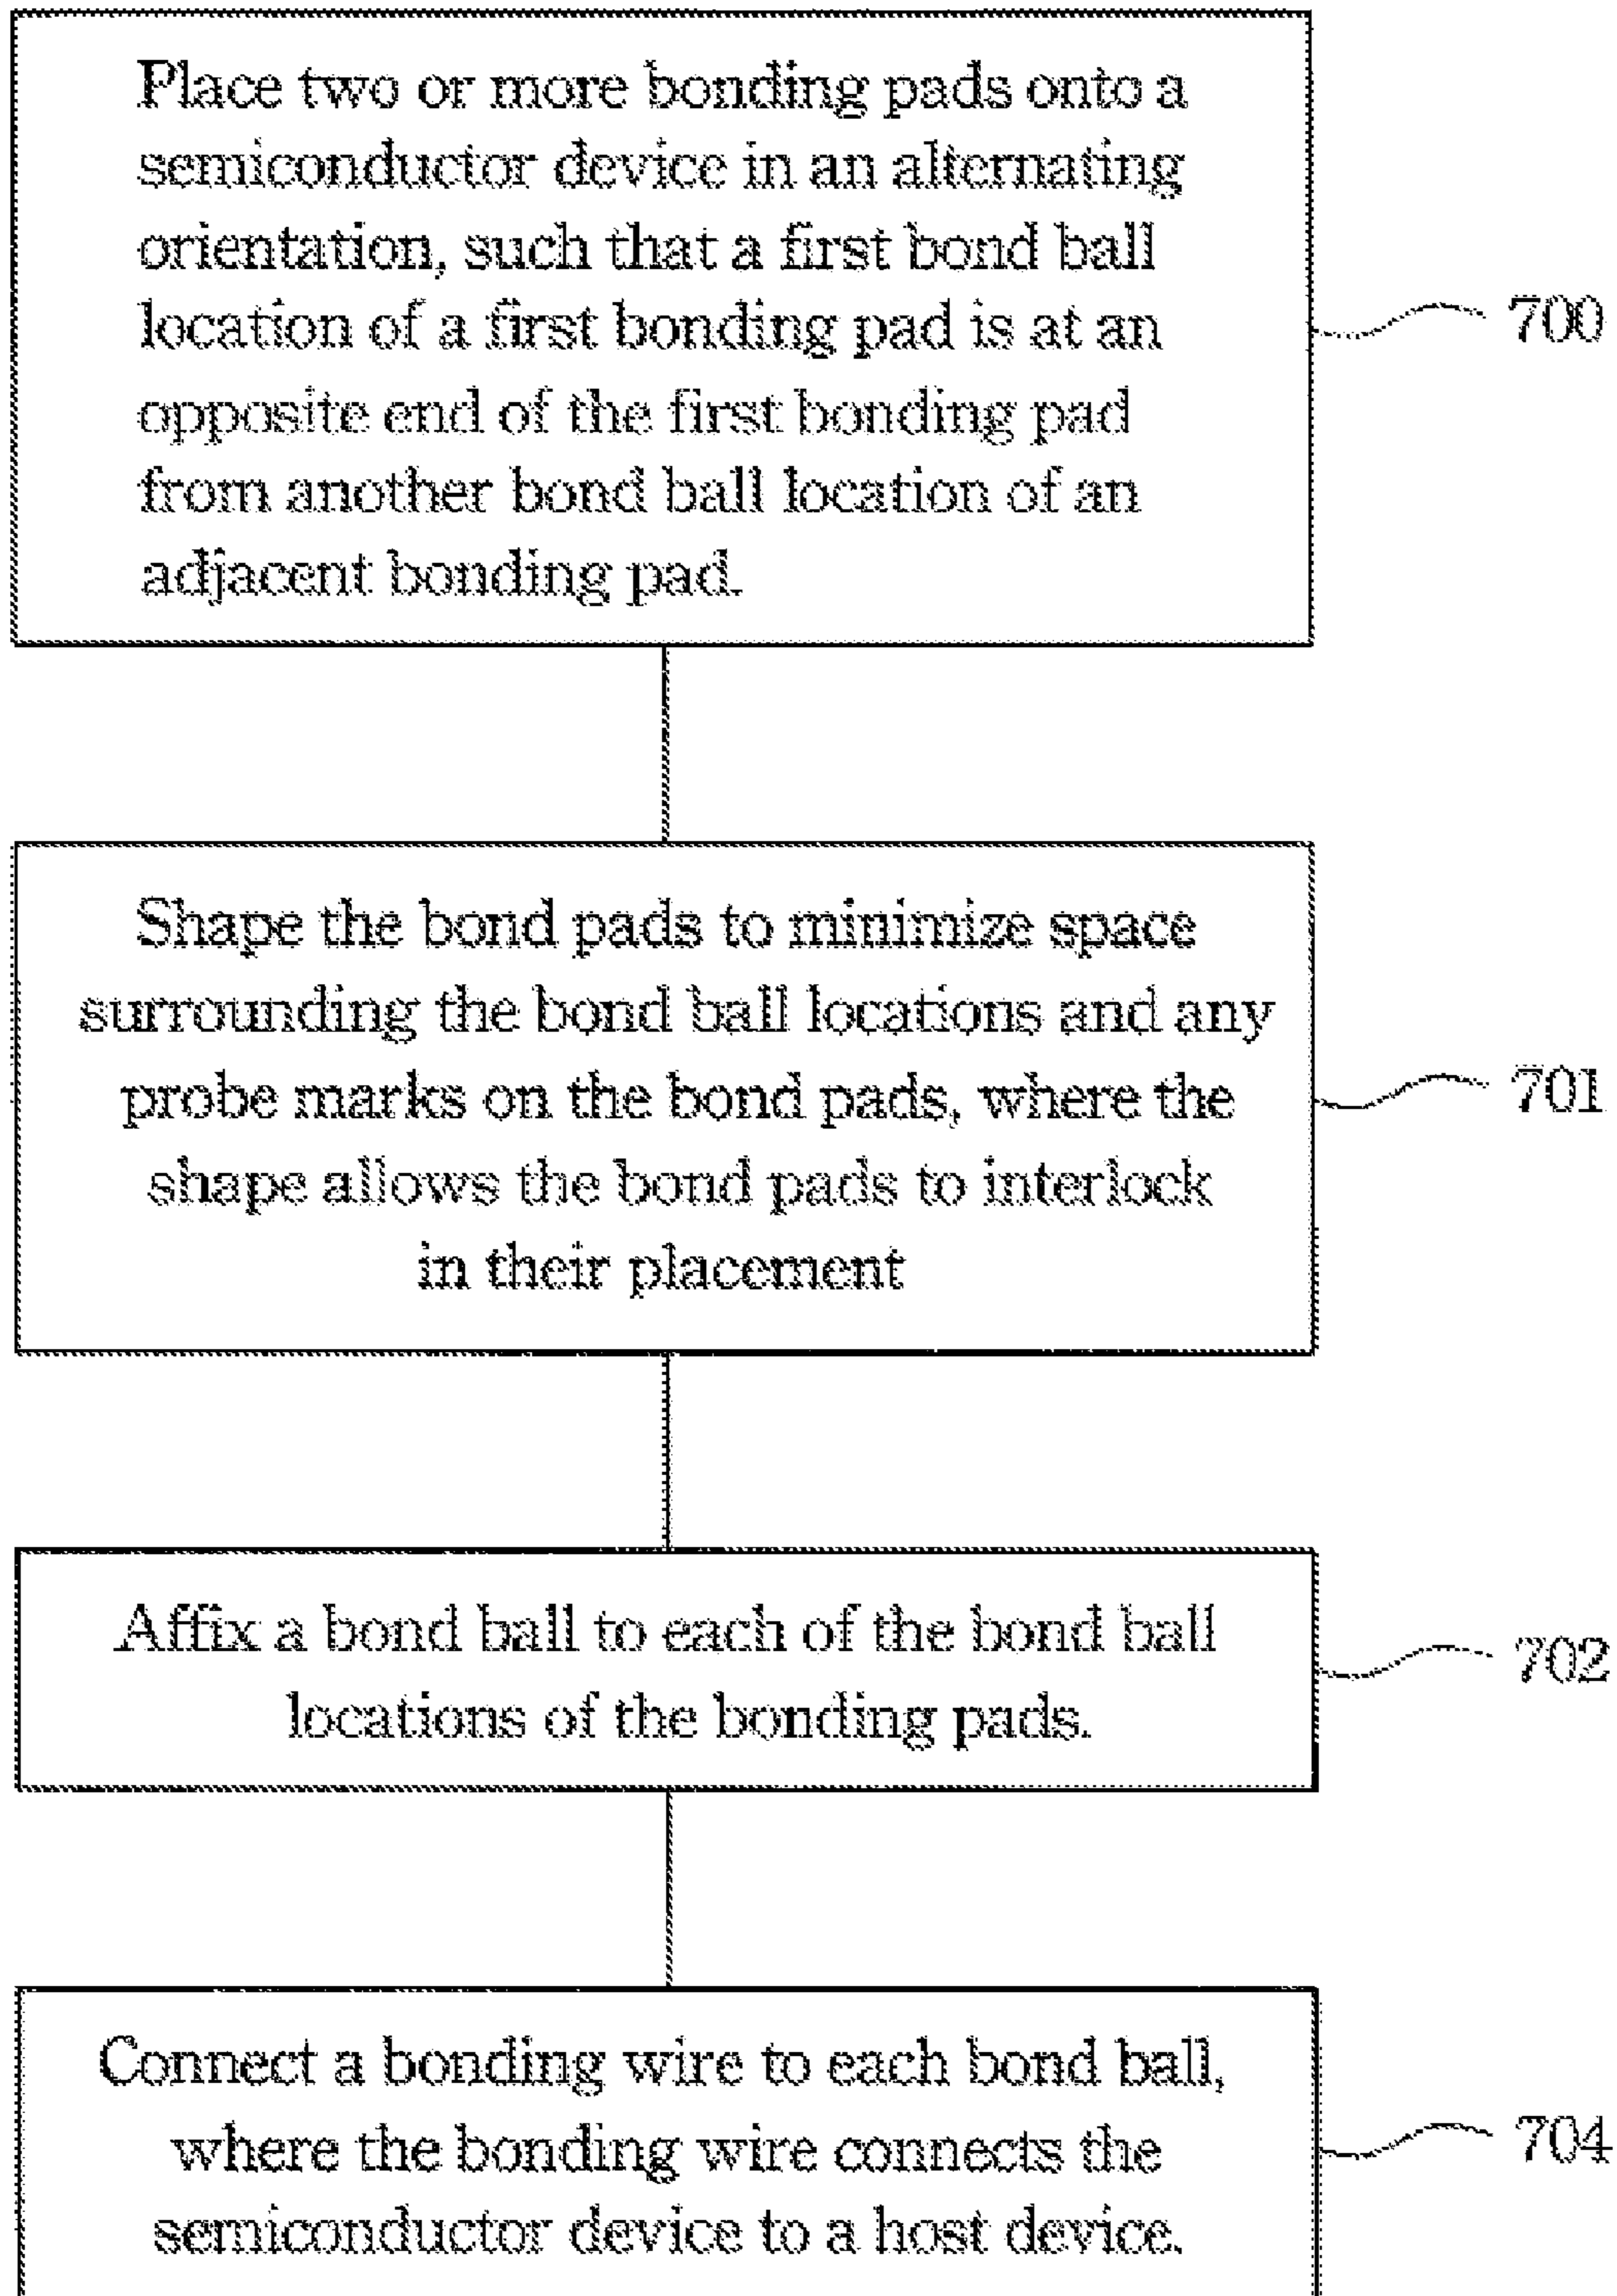 Place two or more bonding pads onto a
semiconductor device in an alternating
orientation, such that a first bond ball
location of a first bonding pad is at an
opposite end of the first bonding pad
from another bond ball location of an
adjacent bonding pad.
700
Shape the bond pads to minimize space
surrounding the bond ball locations and any
probe marks on the bond pads, where the
shape allows the bond pads to interlock
in their placement
701
Affix a bond ball to each of the bond ball
locations of the bonding pads.
702
Connect a bonding wire to each bond ball,
where the bonding wire connects the
semiconductor device to a host device.
704